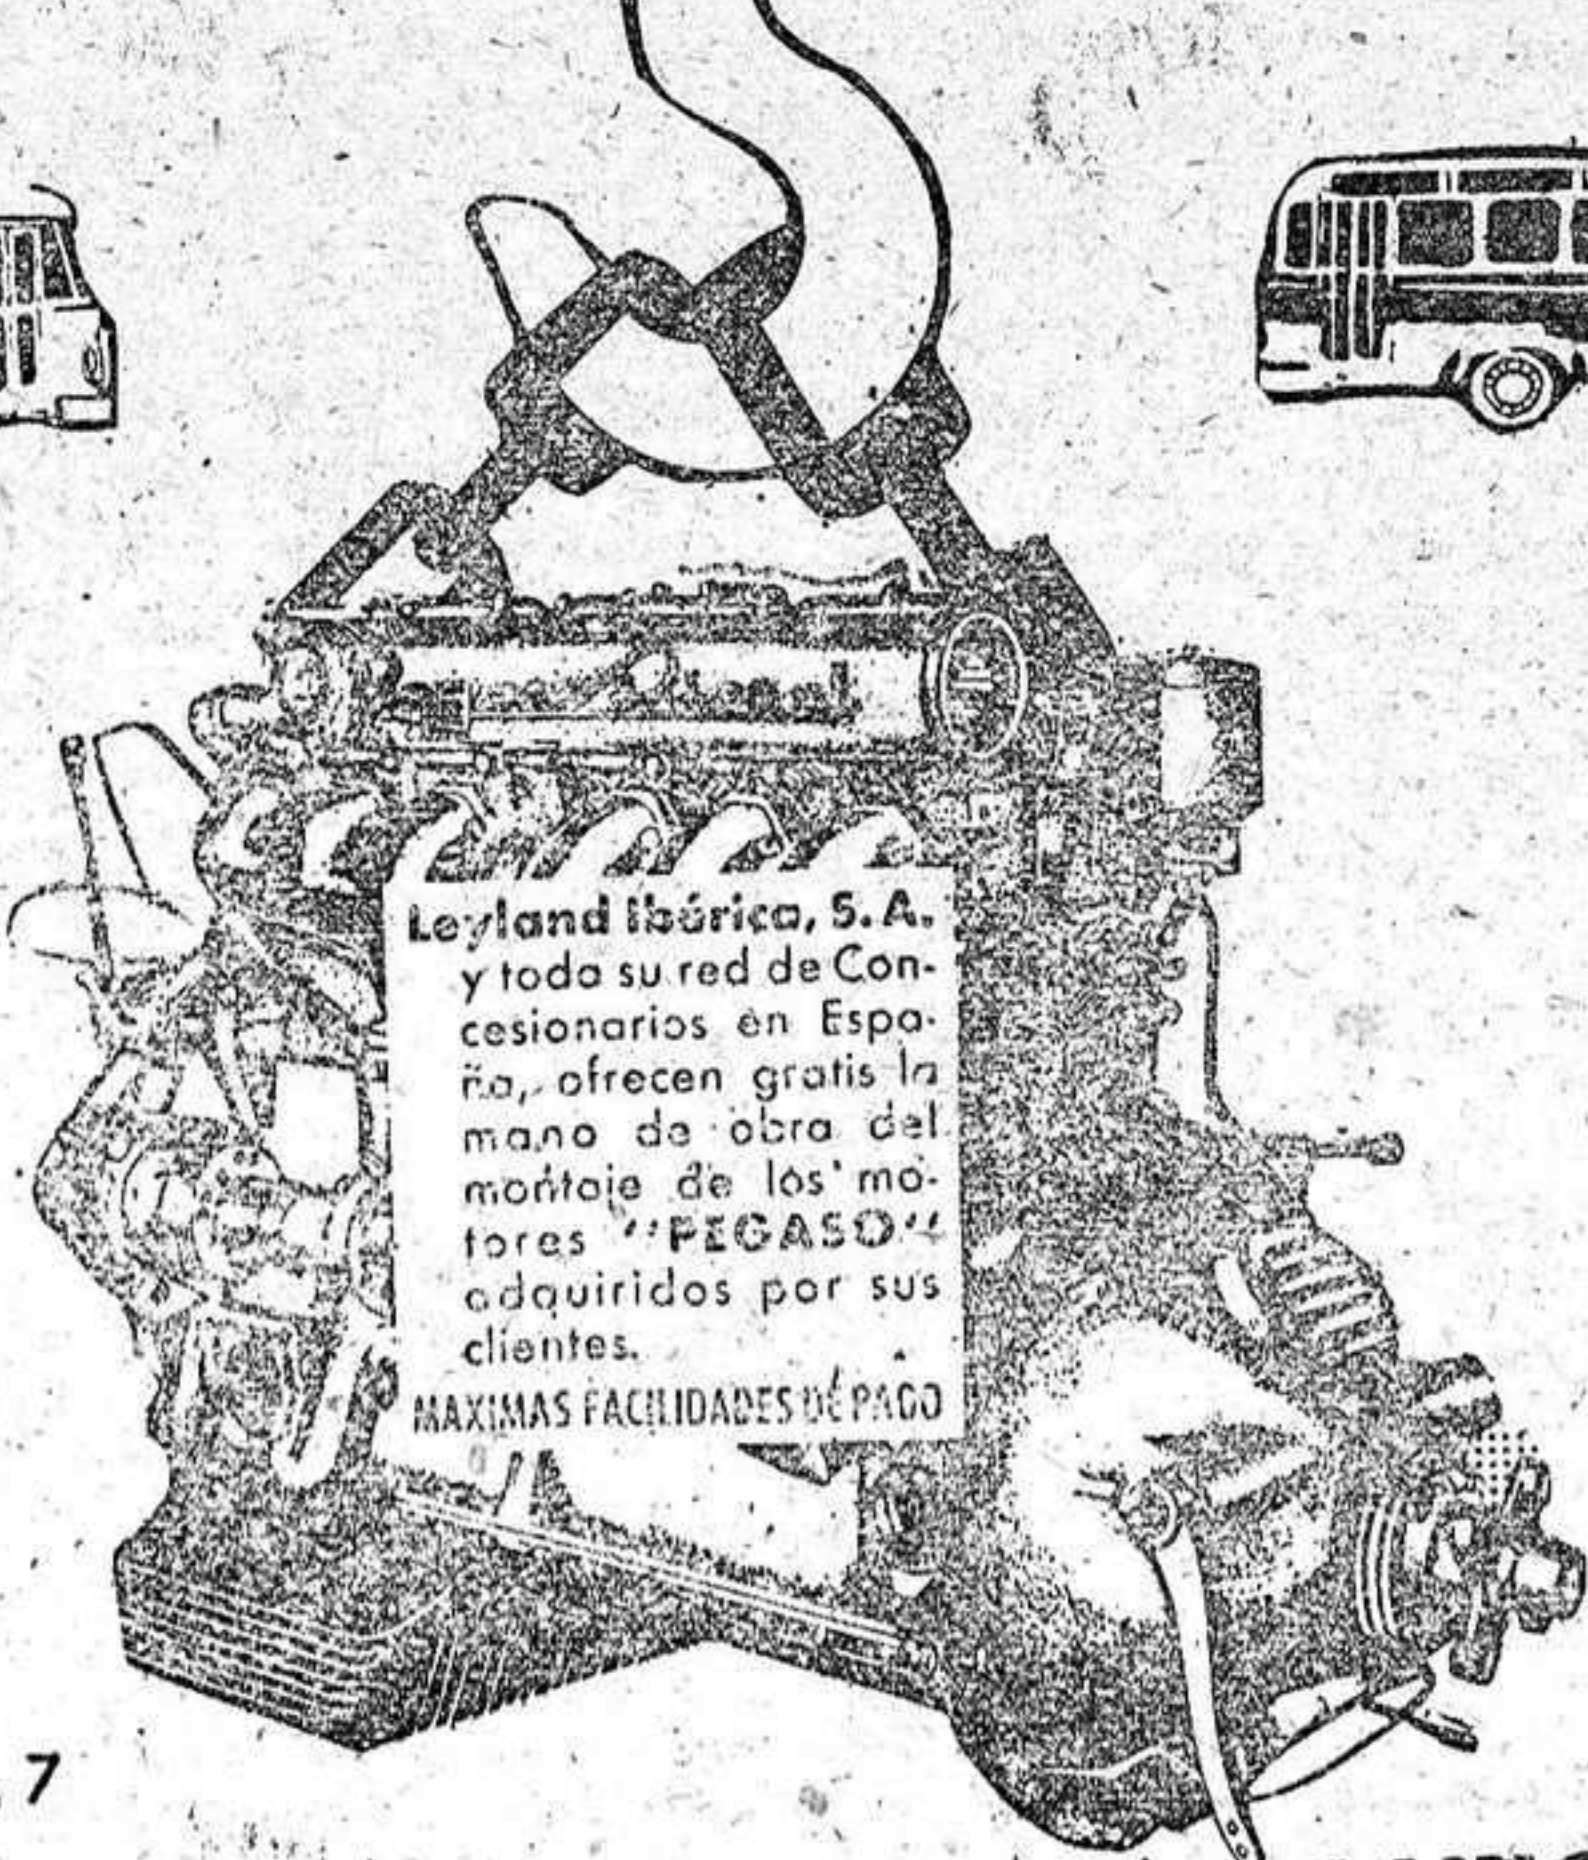 Leyland Ibérica, S. A.
y toda su red de Con-
cesionarios en Espa-
ña, ofrecen gratis la
mano de obra del
montaje de los mo-
tores "PEGASO"
adquiridos por sus
clientes.
MAXIMAS FACILIDADES DE PAGO
7